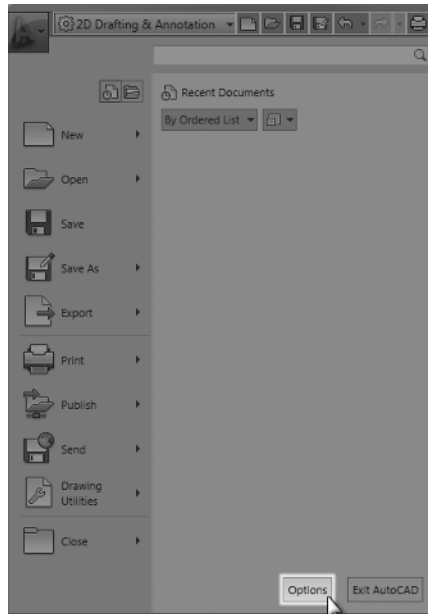 2D Drafting & Annotation
Recent Documents
By Ordered List
New
Open
Save
Save As
Export
Print
Publish
Send
Drawing
Utilities
Close
Options
Exit AutoCAD